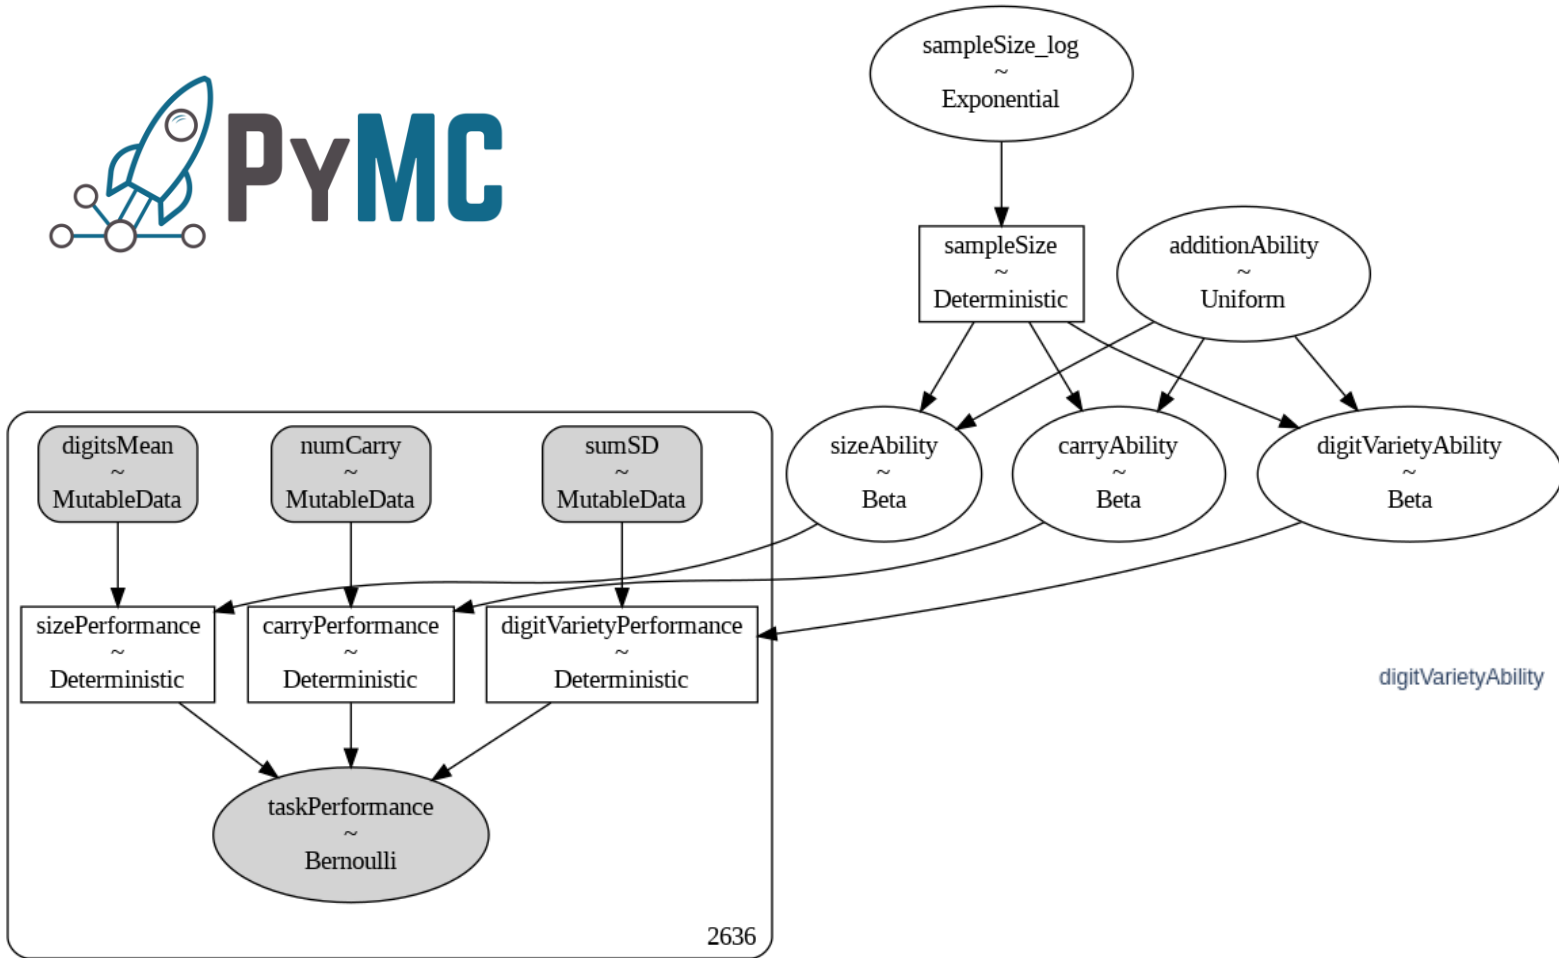 PyMC
sampleSize_log
~
Exponential
sampleSize
~
Deterministic
additionAbility
~
Uniform
digitsMean
~
MutableData
numCarry
~
MutableData
sumSD
~
MutableData
sizeAbility
~
Beta
carryAbility
~
Beta
digitVarietyAbility
~
Beta
sizePerformance
~
Deterministic
carryPerformance
~
Deterministic
digitVarietyPerformance
~
Deterministic
digitVarietyAbility
taskPerformance
~
Bernoulli
2636